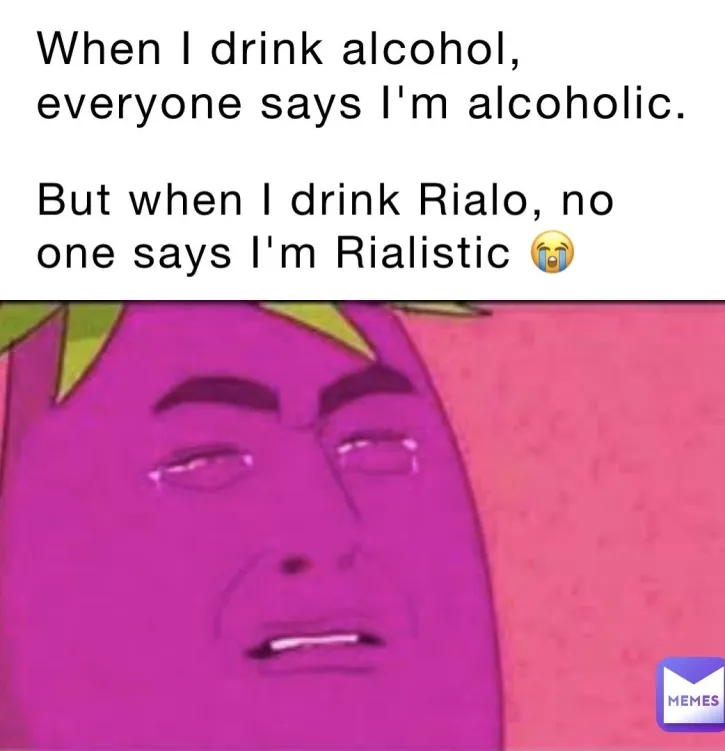 When I drink alcohol,
everyone says I'm alcoholic.
But when I drink Rialo, no
one says I'm Rialistic 😭
MEMES